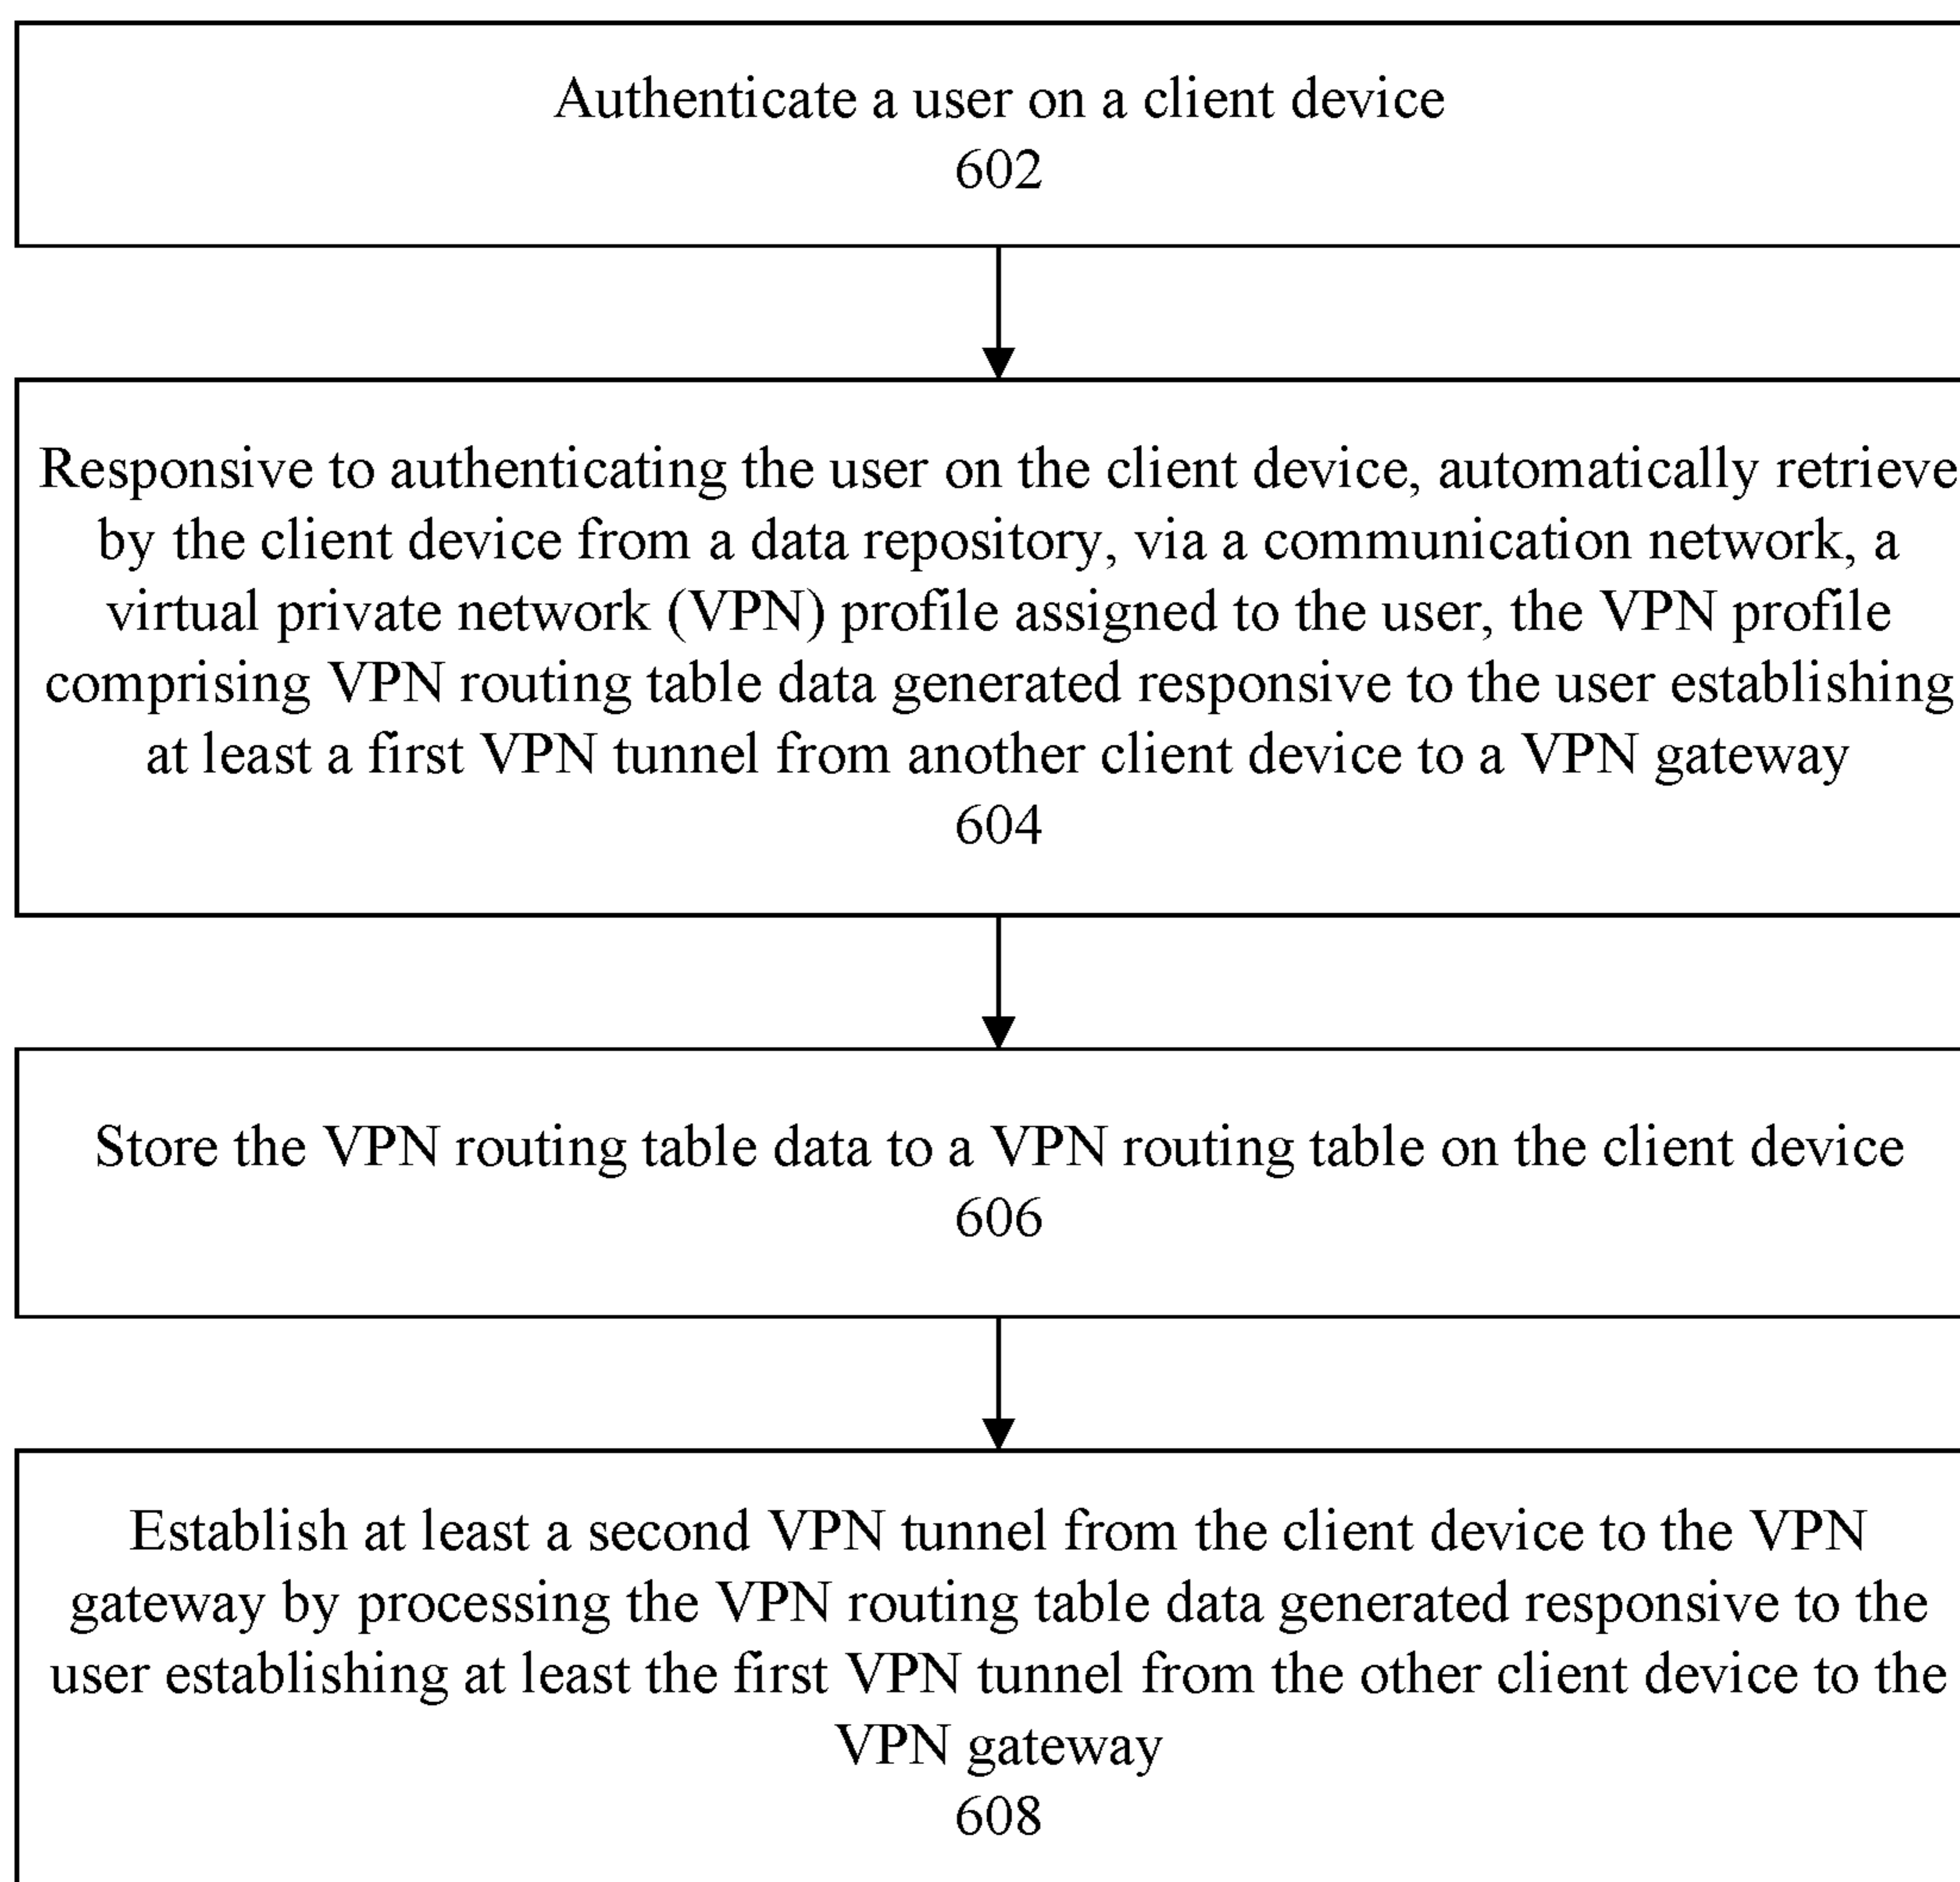 Authenticate a user on a client device
602
Responsive to authenticating the user on the client device, automatically retrieve
by the client device from a data repository, via a communication network, a
virtual private network (VPN) profile assigned to the user, the VPN profile
comprising VPN routing table data generated responsive to the user establishing
at least a first VPN tunnel from another client device to a VPN gateway
604
Store the VPN routing table data to a VPN routing table on the client device
606
Establish at least a second VPN tunnel from the client device to the VPN
gateway by processing the VPN routing table data generated responsive to the
user establishing at least the first VPN tunnel from the other client device to the
VPN gateway
608